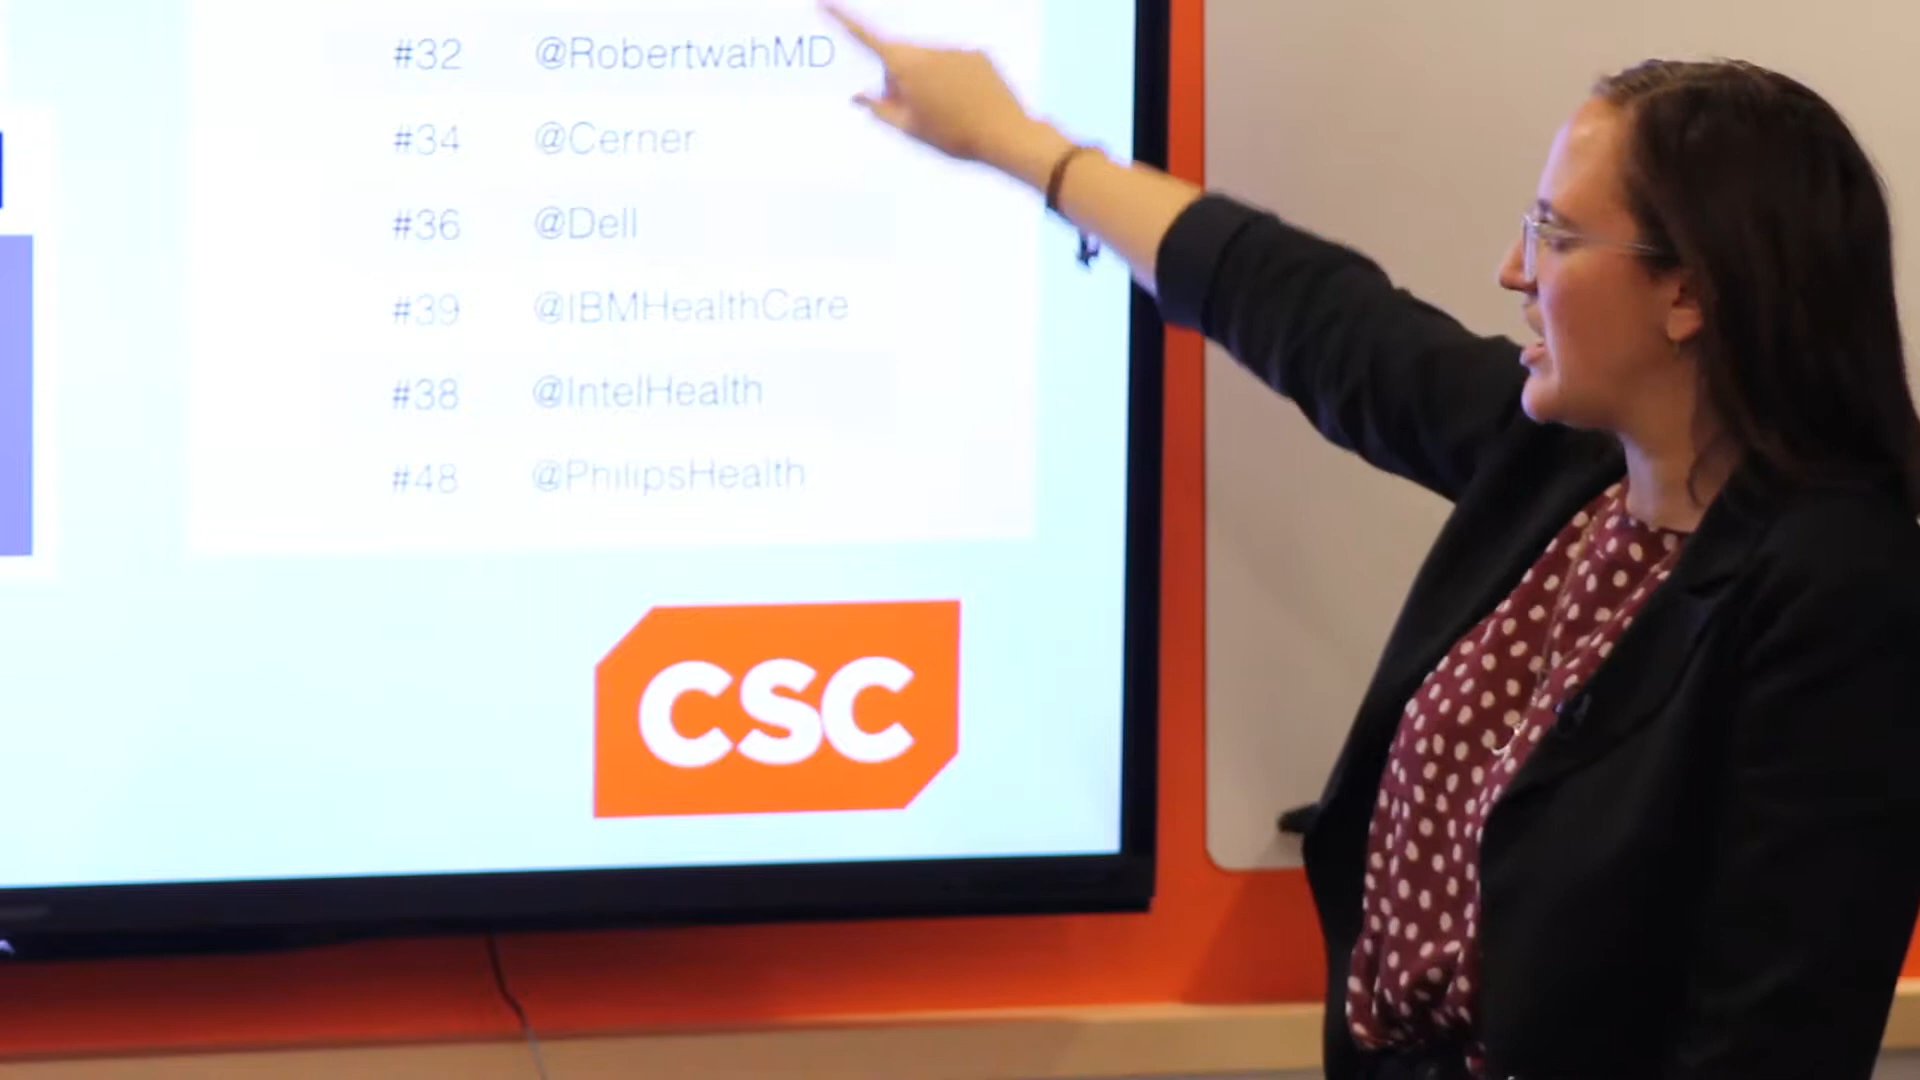 #32 @RobertwahMD
#34 @Cerner
#36 @Dell
#39 @IBMHealthCare
#38 @IntelHealth
#48 @PhilipsHealth
CSC